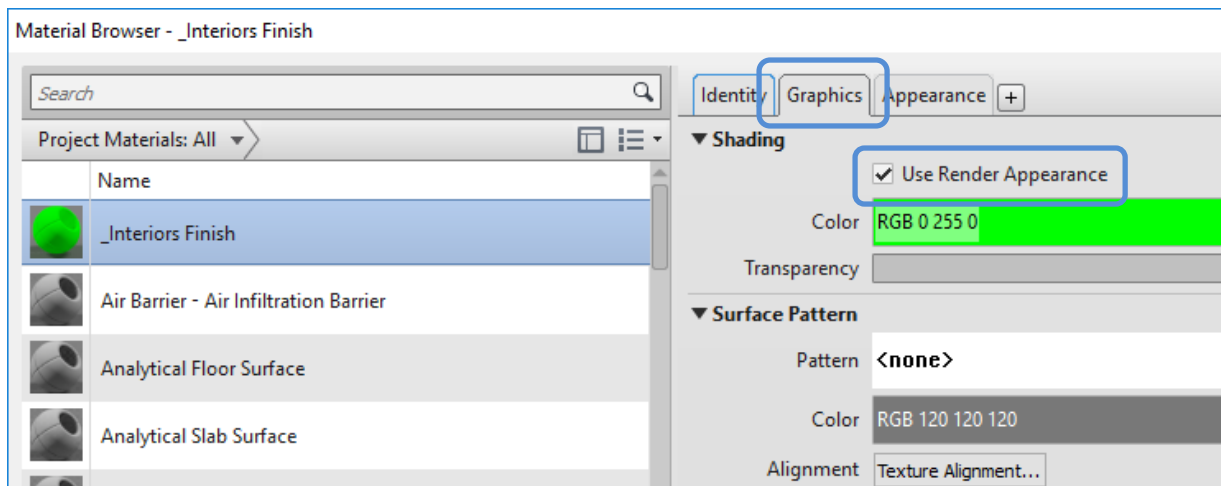 Material Browser - _Interiors Finish
Search
Project Materials: All
Name
_Interiors Finish
Air Barrier - Air Infiltration Barrier
Analytical Floor Surface
Analytical Slab Surface
Identity Graphics Appearance +
Shading
Use Render Appearance
Color RGB 0 255 0
Transparency
Surface Pattern
Pattern <none>
Color RGB 120 120 120
Alignment Texture Alignment...